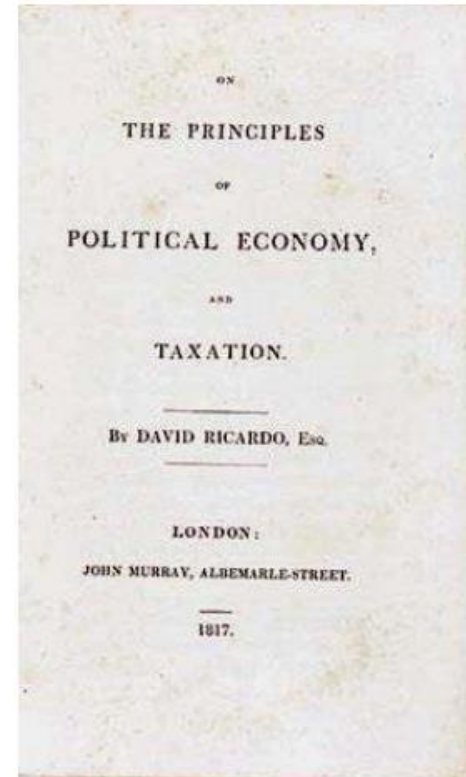 ON
THE PRINCIPLES
OF
POLITICAL ECONOMY,
AND
TAXATION.
BY DAVID RICARDO, ESQ.
LONDON:
JOHN MURRAY, ALBEMARLE-STREET.
1817.